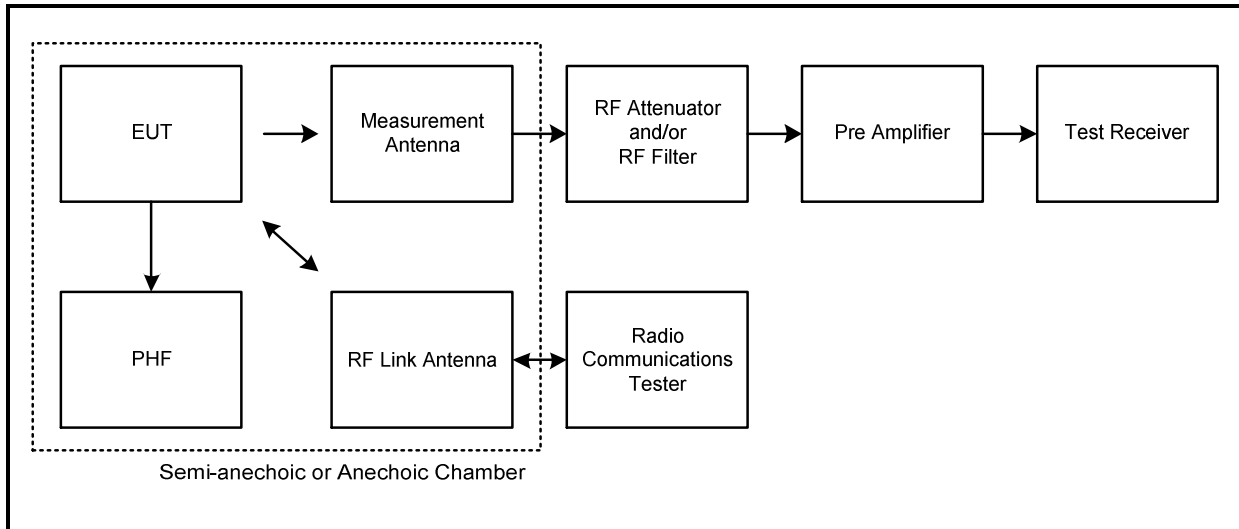 EUT
Measurement
Antenna
RF Attenuator
and/or
RF Filter
Pre Amplifier
Test Receiver
PHF
RF Link Antenna
Radio
Communications
Tester
Semi-anechoic or Anechoic Chamber